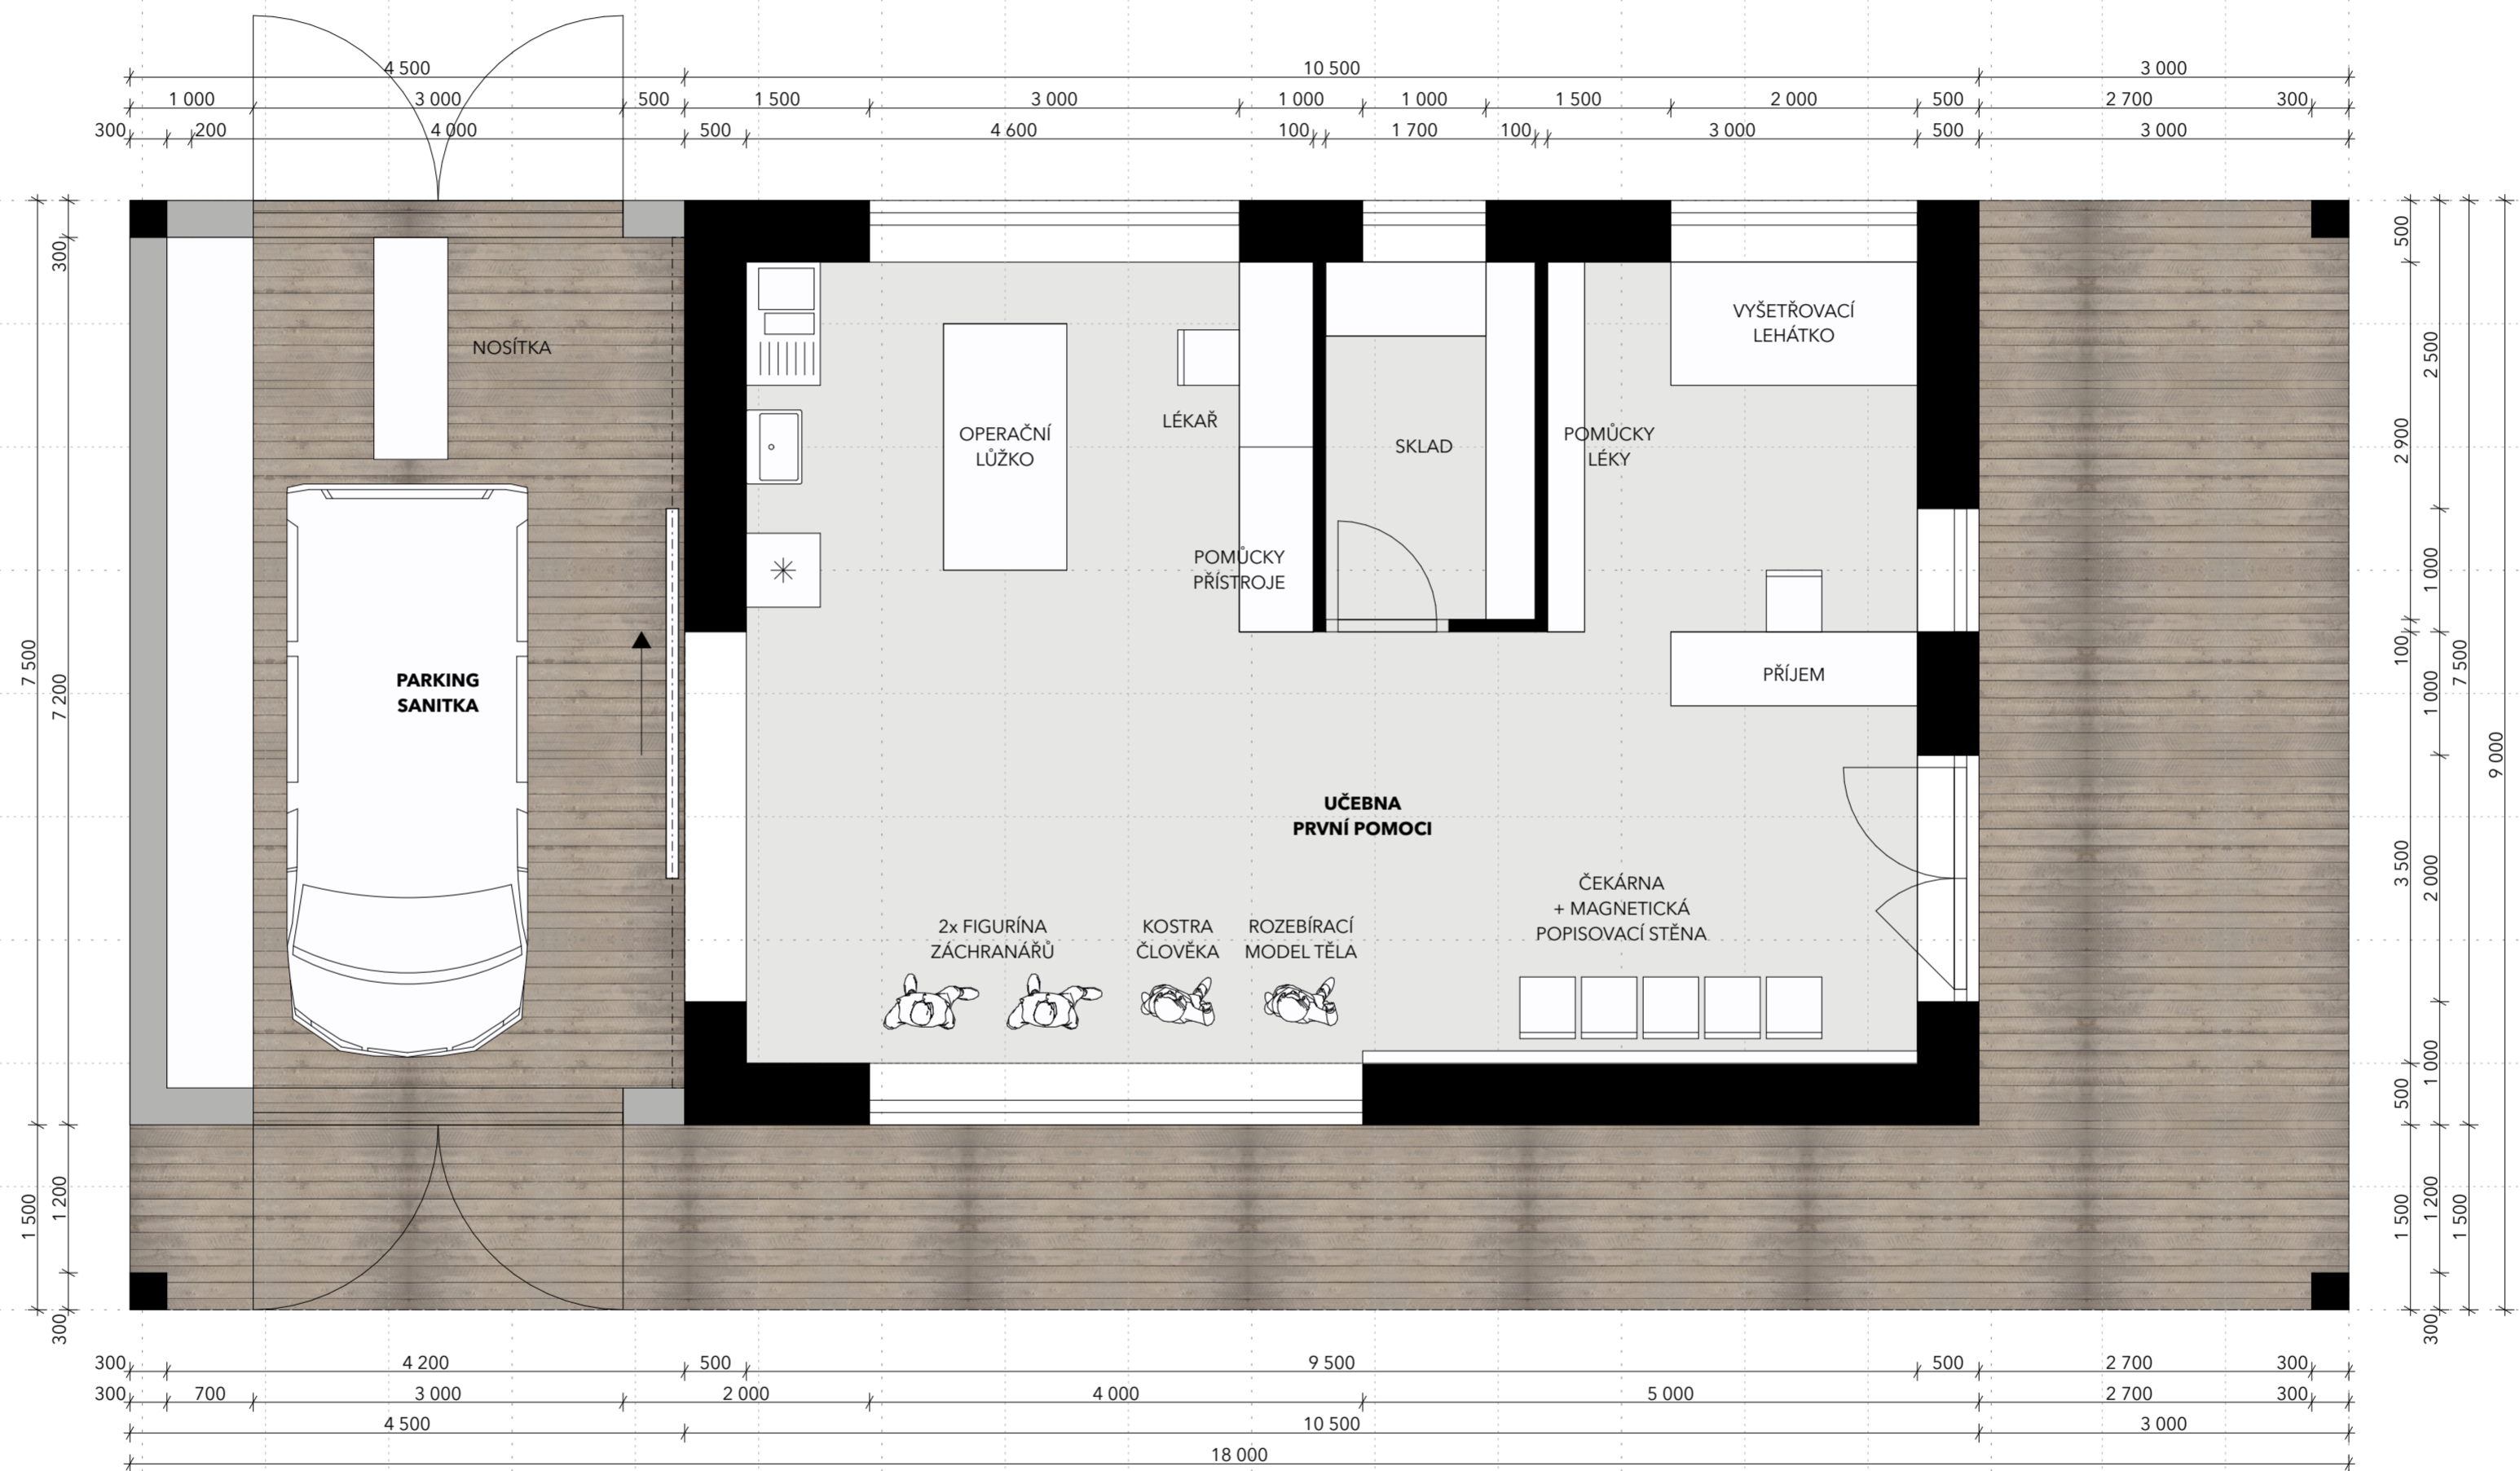 4 500
10 500
3 000
1 000
3 000
500
1 500
3 000
1 000
1 000
1 500
2 000
500
2 700
300
300
200
4 000
500
4 600
100
1 700
100
3 000
500
3 000
7 500
1 500
300
7 200
1 200
300
NOSÍTKA
PARKING
SANITKA
OPERAČNÍ
LŮŽKO
LÉKAŘ
POMŮCKY
PŘÍSTROJE
SKLAD
POMŮCKY
LÉKY
VYŠETŘOVACÍ
LEHÁTKO
PŘÍJEM
UČEBNA
PRVNÍ POMOCI
2x FIGURÍNA
ZÁCHRANÁŘŮ
KOSTRA
ČLOVĚKA
ROZEBÍRACÍ
MODEL TĚLA
ČEKÁRNA
+ MAGNETICKÁ
POPISOVACÍ STĚNA
500
2 900
100
3 500
500
1 500
2 500
1 000
1 000
2 000
1 000
1 200
300
7 500
1 500
9 000
300
4 200
500
9 500
500
2 700
300
300
700
3 000
2 000
4 000
5 000
2 700
300
4 500
10 500
3 000
18 000